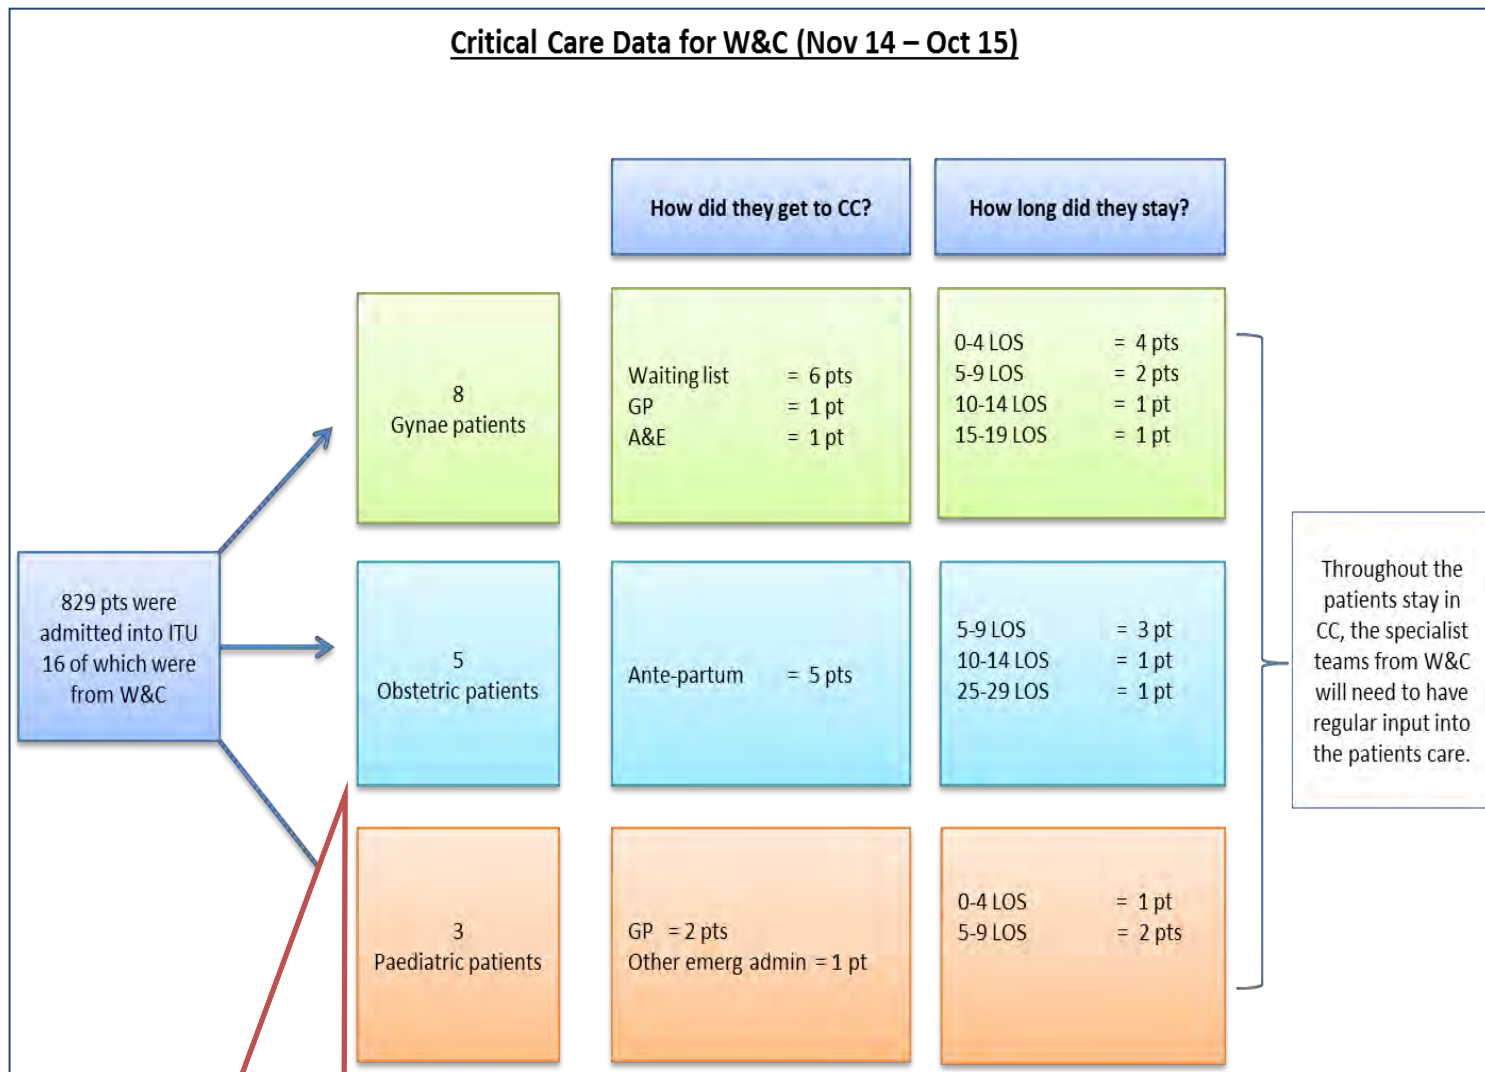 Critical Care Data for W&C (Nov 14 – Oct 15)
How did they get to CC?
How long did they stay?
829 pts were
admitted into ITU
16 of which were
from W&C
8
Gynae patients
Waiting list = 6 pts
GP = 1 pt
A&E = 1 pt
0-4 LOS = 4 pts
5-9 LOS = 2 pts
10-14 LOS = 1 pt
15-19 LOS = 1 pt
5
Obstetric patients
Ante-partum = 5 pts
5-9 LOS = 3 pt
10-14 LOS = 1 pt
25-29 LOS = 1 pt
3
Paediatric patients
GP = 2 pts
Other emerg admin = 1 pt
0-4 LOS = 1 pt
5-9 LOS = 2 pts
Throughout the
patients stay in
CC, the specialist
teams from W&C
will need to have
regular input into
the patients care.